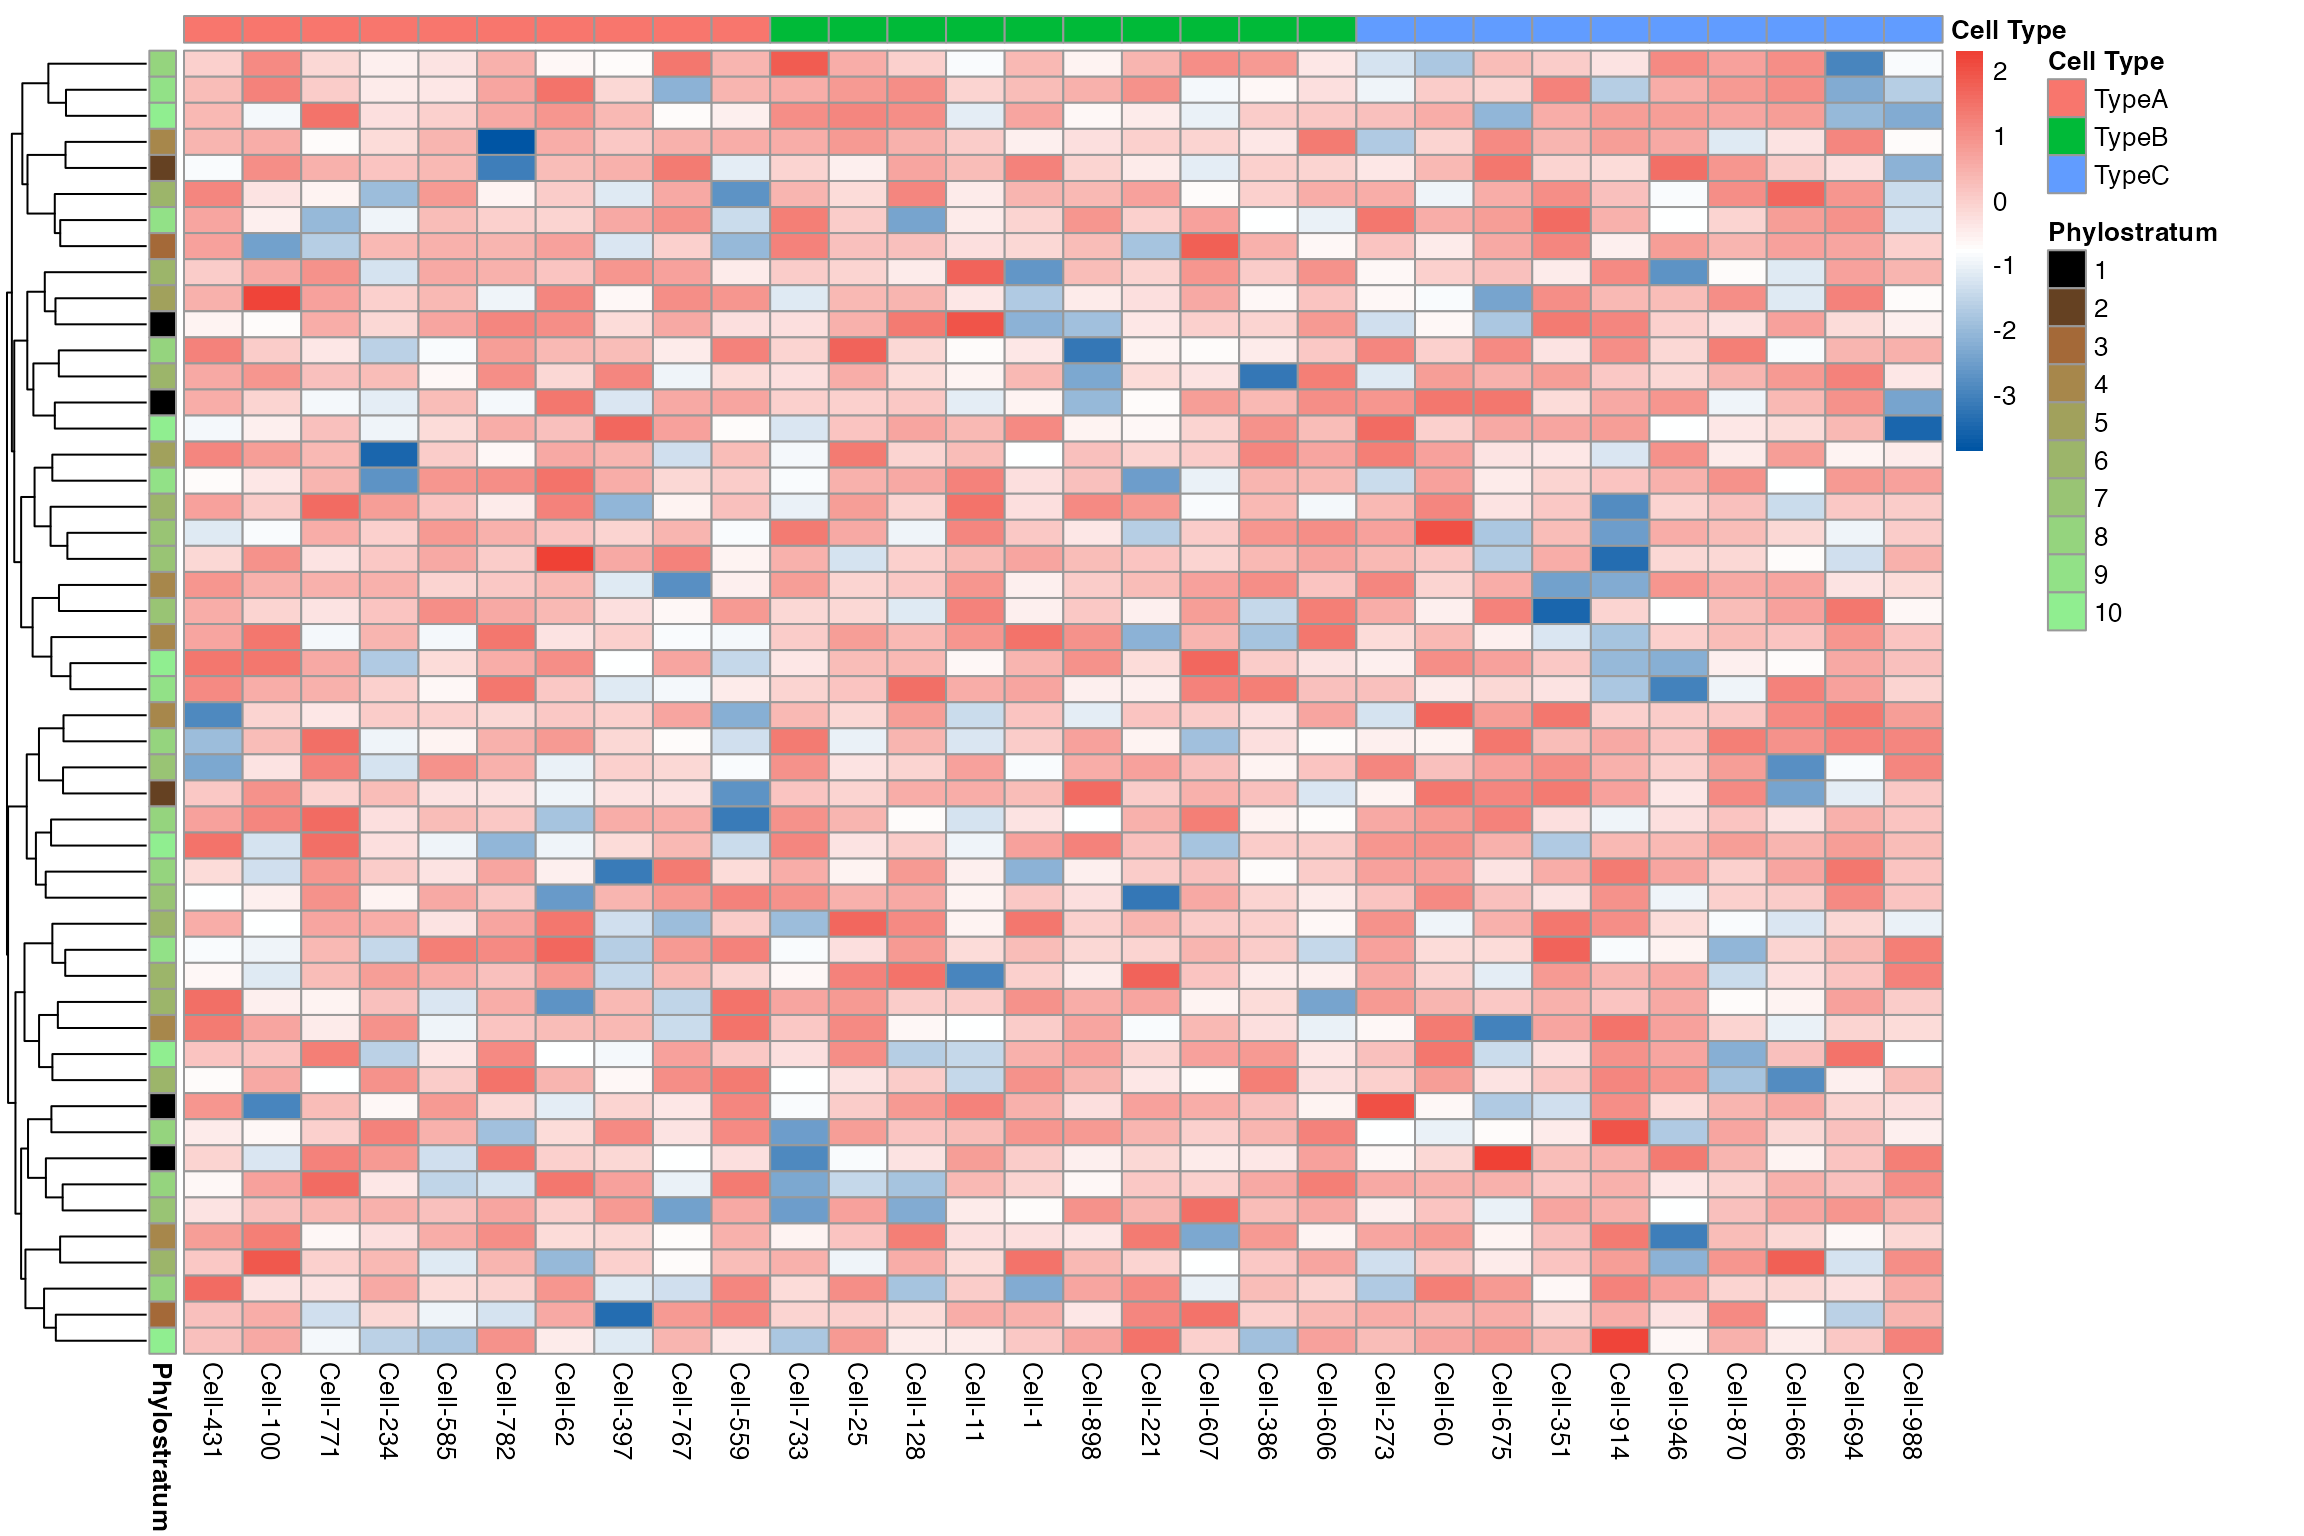 Cell Type
2
1
0
-1
-2
-3
Cell Type
TypeA
TypeB
TypeC
Phylostratum
1
2
3
4
5
6
7
8
9
10
Phylostratum
Cell-431
Cell-100
Cell-771
Cell-234
Cell-585
Cell-782
Cell-62
Cell-397
Cell-767
Cell-559
Cell-733
Cell-25
Cell-128
Cell-11
Cell-1
Cell-898
Cell-221
Cell-607
Cell-386
Cell-606
Cell-273
Cell-60
Cell-675
Cell-351
Cell-914
Cell-946
Cell-870
Cell-666
Cell-694
Cell-988